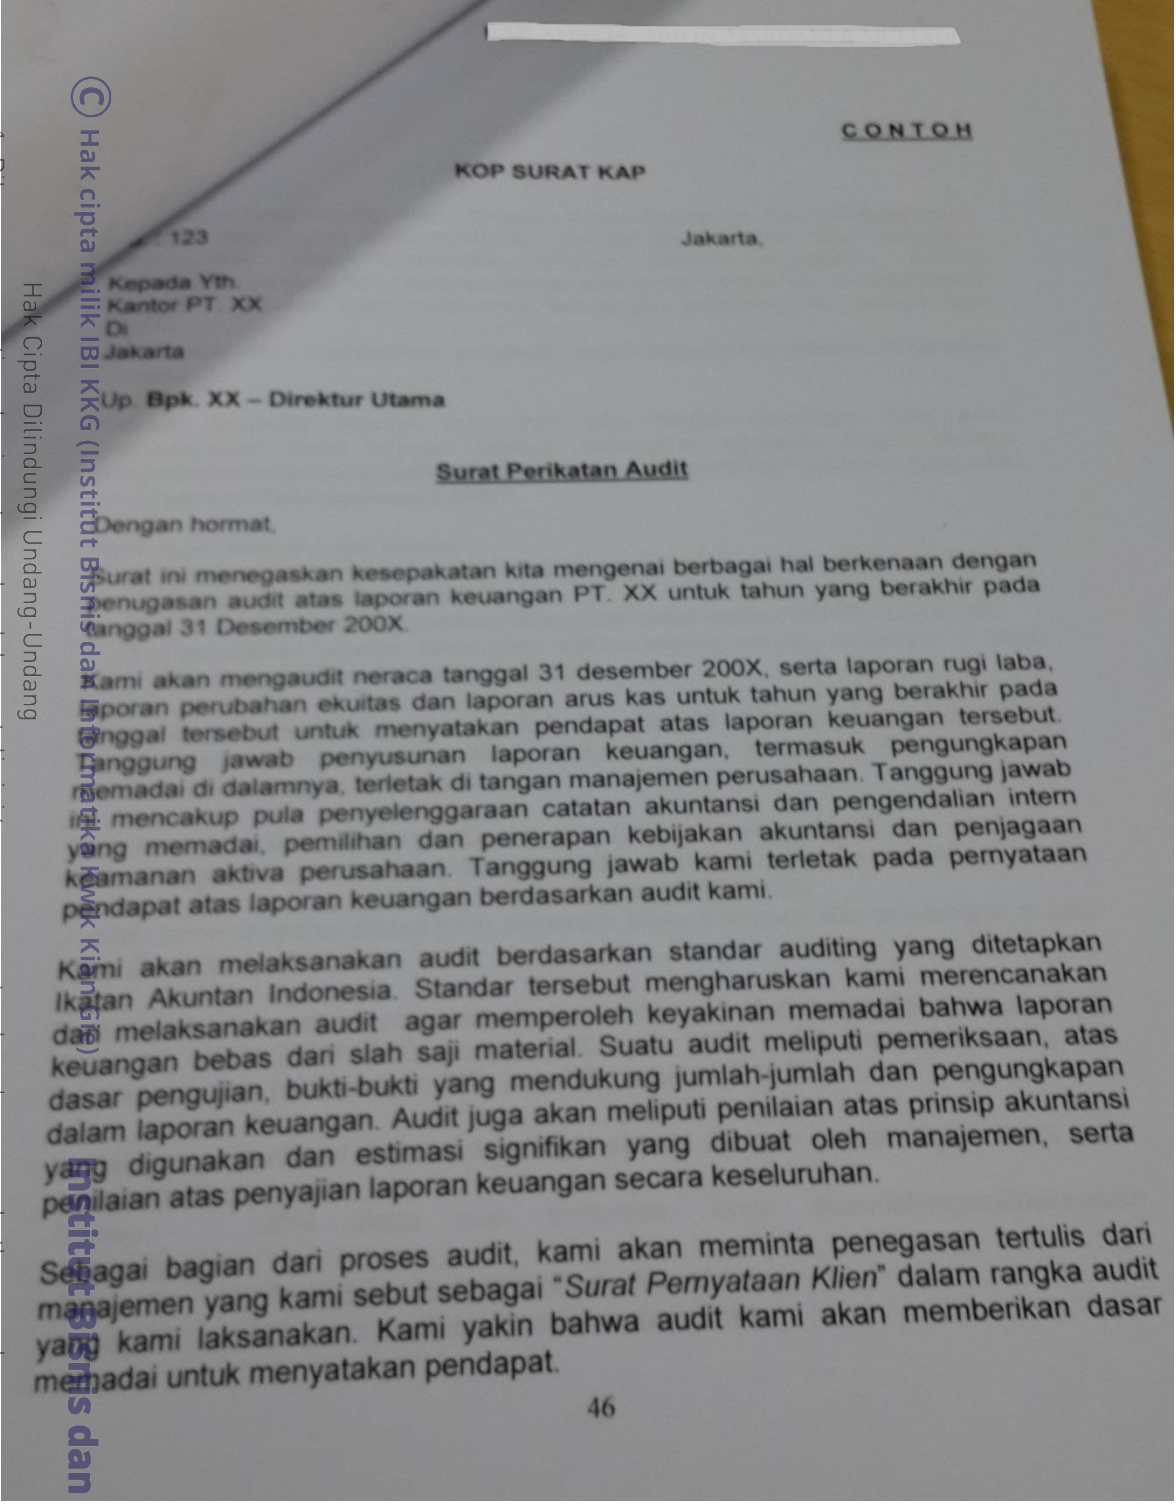 CONTOH
KOP SURAT KAP
123 Jakarta,
Kepada Yth.
Kantor PT. XX
Di
Jakarta
Up. Bpk. XX – Direktur Utama
Surat Perikatan Audit
Dengan hormat,
Surat ini menegaskan kesepakatan kita mengenai berbagai hal berkenaan dengan
penugasan audit atas laporan keuangan PT. XX untuk tahun yang berakhir pada
tanggal 31 Desember 200X.
Kami akan mengaudit neraca tanggal 31 desember 200X, serta laporan rugi laba,
laporan perubahan ekuitas dan laporan arus kas untuk tahun yang berakhir pada
tanggal tersebut untuk menyatakan pendapat atas laporan keuangan tersebut.
Tanggung jawab penyusunan laporan keuangan, termasuk pengungkapan
memadai di dalamnya, terletak di tangan manajemen perusahaan. Tanggung jawab
ini mencakup pula penyelenggaraan catatan akuntansi dan pengendalian intern
yang memadai, pemilihan dan penerapan kebijakan akuntansi dan penjagaan
keamanan aktiva perusahaan. Tanggung jawab kami terletak pada pernyataan
pendapat atas laporan keuangan berdasarkan audit kami.
Kami akan melaksanakan audit berdasarkan standar auditing yang ditetapkan
Ikatan Akuntan Indonesia. Standar tersebut mengharuskan kami merencanakan
dan melaksanakan audit agar memperoleh keyakinan memadai bahwa laporan
keuangan bebas dari slah saji material. Suatu audit meliputi pemeriksaan, atas
dasar pengujian, bukti-bukti yang mendukung jumlah-jumlah dan pengungkapan
dalam laporan keuangan. Audit juga akan meliputi penilaian atas prinsip akuntansi
yang digunakan dan estimasi signifikan yang dibuat oleh manajemen, serta
penilaian atas penyajian laporan keuangan secara keseluruhan.
Sebagai bagian dari proses audit, kami akan meminta penegasan tertulis dari
manajemen yang kami sebut sebagai “Surat Pernyataan Klien” dalam rangka audit
yang kami laksanakan. Kami yakin bahwa audit kami akan memberikan dasar
memadai untuk menyatakan pendapat.
46
© Hak cipta milik IBI KKG (Institut Bisnis dan Informatika Kwik Kian Gie)
Institut Bisnis dan
Hak Cipta Dilindungi Undang-Undang